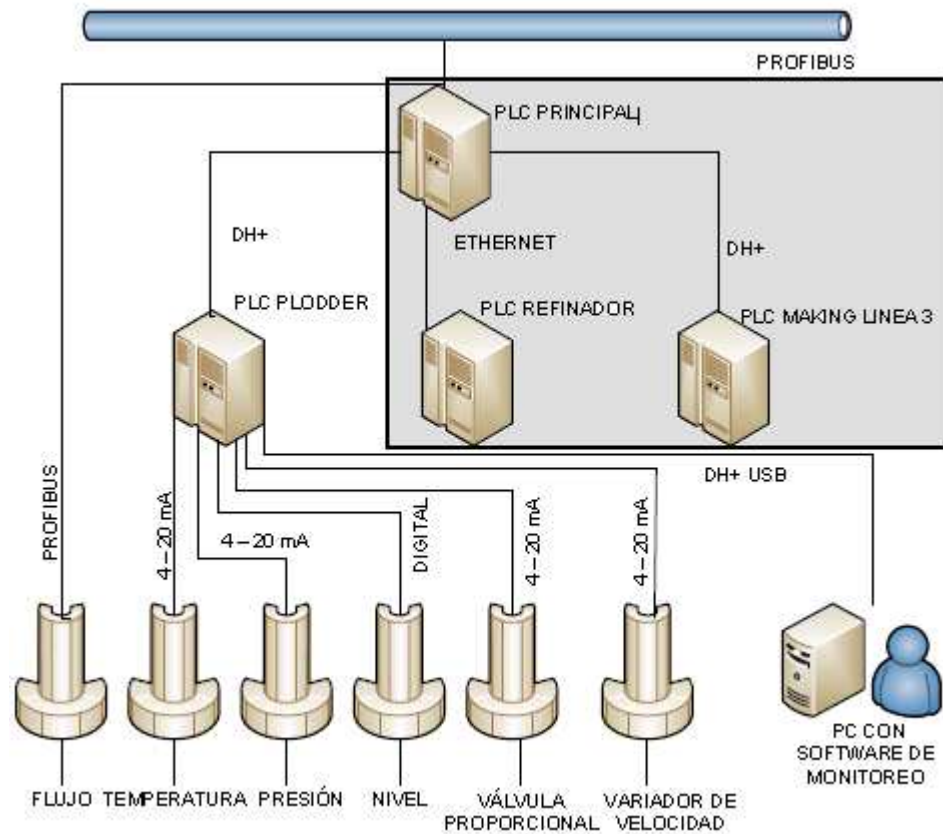 PROFIBUS
PLC PRINCIPAL
DH+
ETHERNET
DH+
PLC PLODDER
PLC REFINADOR
PLC MAKING LINEA 3
DH+ USB
PROFIBUS
4 – 20 mA
4 – 20 mA
DIGITAL
4 – 20 mA
4 – 20 mA
FLUJO
TEMPERATURA
PRESIÓN
NIVEL
VÁLVULA
PROPORCIONAL
VARIADOR DE
VELOCIDAD
PC CON
SOFTWARE DE
MONITOREO